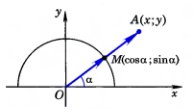 y
A(x;y)
M(cosα;sinα)
α
O
x